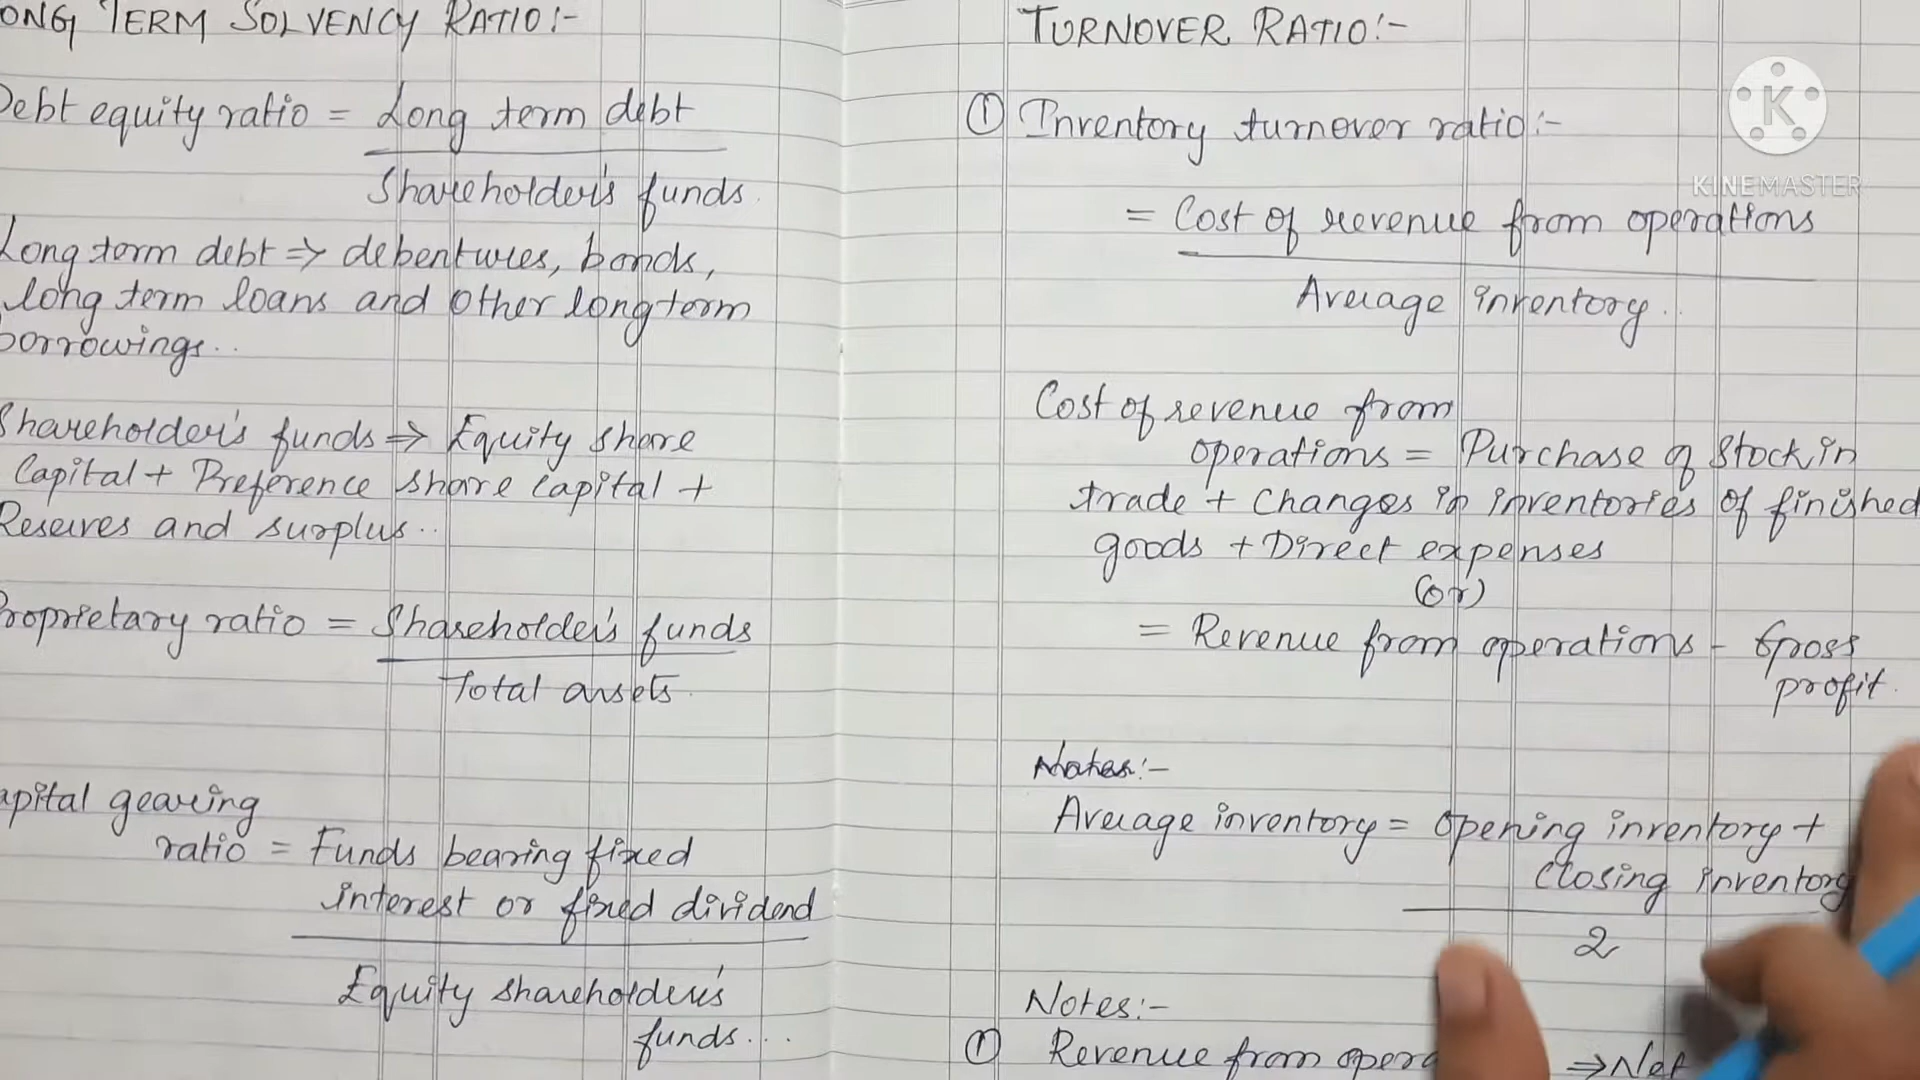 ONG TERM SOLVENCY RATIO:-
Debt equity ratio = Long term debt
Shareholder's funds.
Long term debt ⇒ debentures, bonds,
long term loans and other long term
borrowings..
Shareholder's funds ⇒ Equity share
Capital + Preference share capital +
Reserves and surplus..
Proprietary ratio = Shareholder's funds
Total assets.
apital gearing
ratio = Funds bearing fixed
interest or fixed dividend
Equity shareholder's
funds...
TURNOVER RATIO:-
① Inventory turnover ratio:-
= Cost of revenue from operations
Average inventory..
Cost of revenue from
operations = Purchase of Stock in
trade + Changes in inventories of finished
goods + Direct expenses
(or)
= Revenue from operations - Gross
profit.
Notes:-
Average inventory = Opening inventory +
Closing inventory
2
Notes:-
① Revenue from opera ⇒ Net
K
KINEMASTER